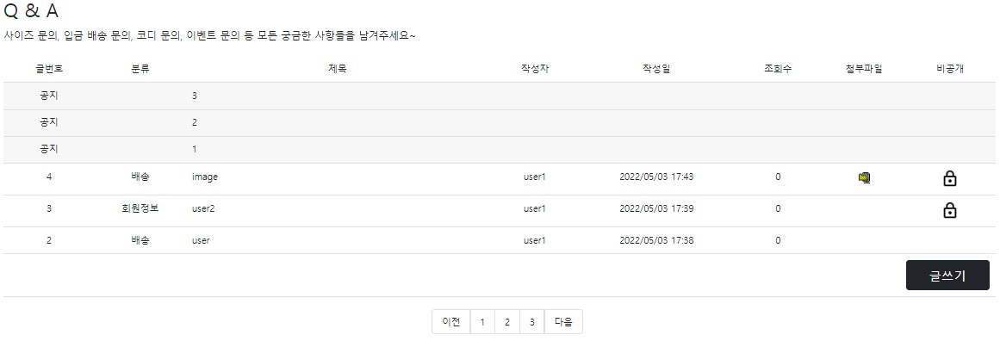 Q & A
사이즈 문의, 입금 배송 문의, 코디 문의, 이벤트 문의 등 모든 궁금한 사항들을 남겨주세요~
글번호 분류 제목 작성자 작성일 조회수 첨부파일 비공개
공지 3
공지 2
공지 1
4 배송 image user1 2022/05/03 17:43 0
3 회원정보 user2 user1 2022/05/03 17:39 0
2 배송 user user1 2022/05/03 17:38 0
글쓰기
이전 1 2 3 다음